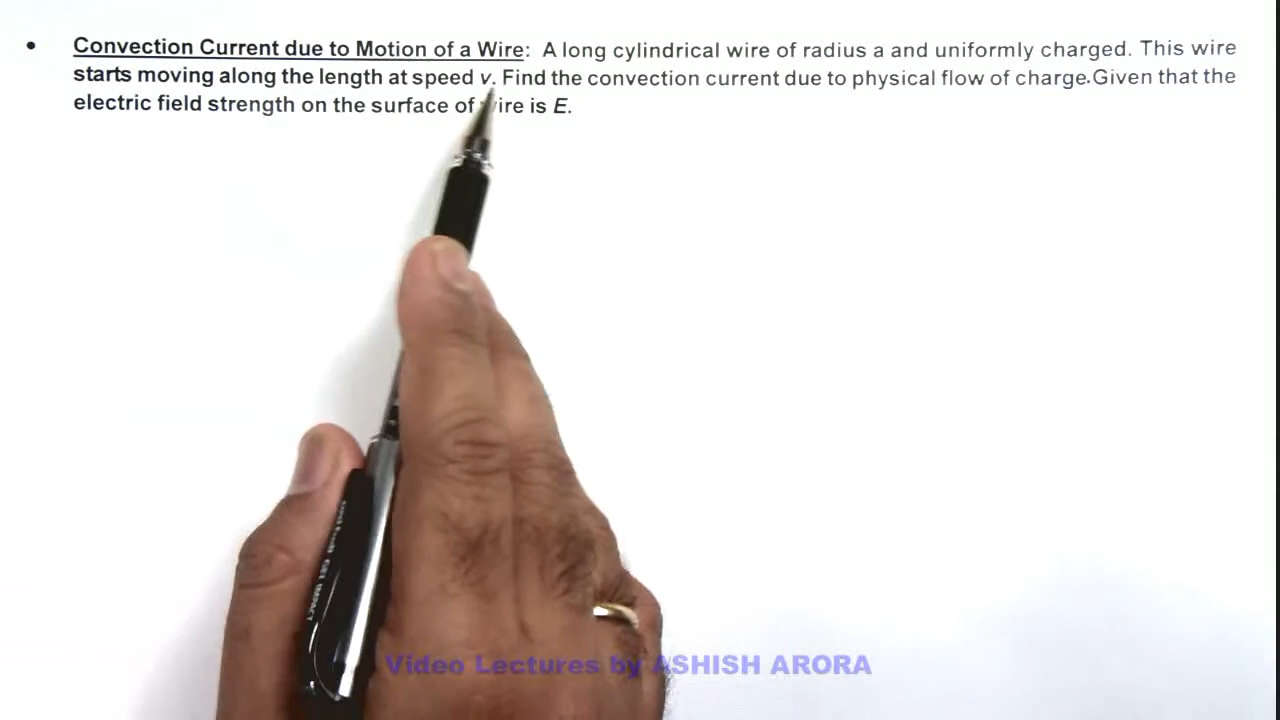 • Convection Current due to Motion of a Wire: A long cylindrical wire of radius a and uniformly charged. This wire
starts moving along the length at speed v. Find the convection current due to physical flow of charge.Given that the
electric field strength on the surface of wire is E.
Video Lectures by ASHISH ARORA